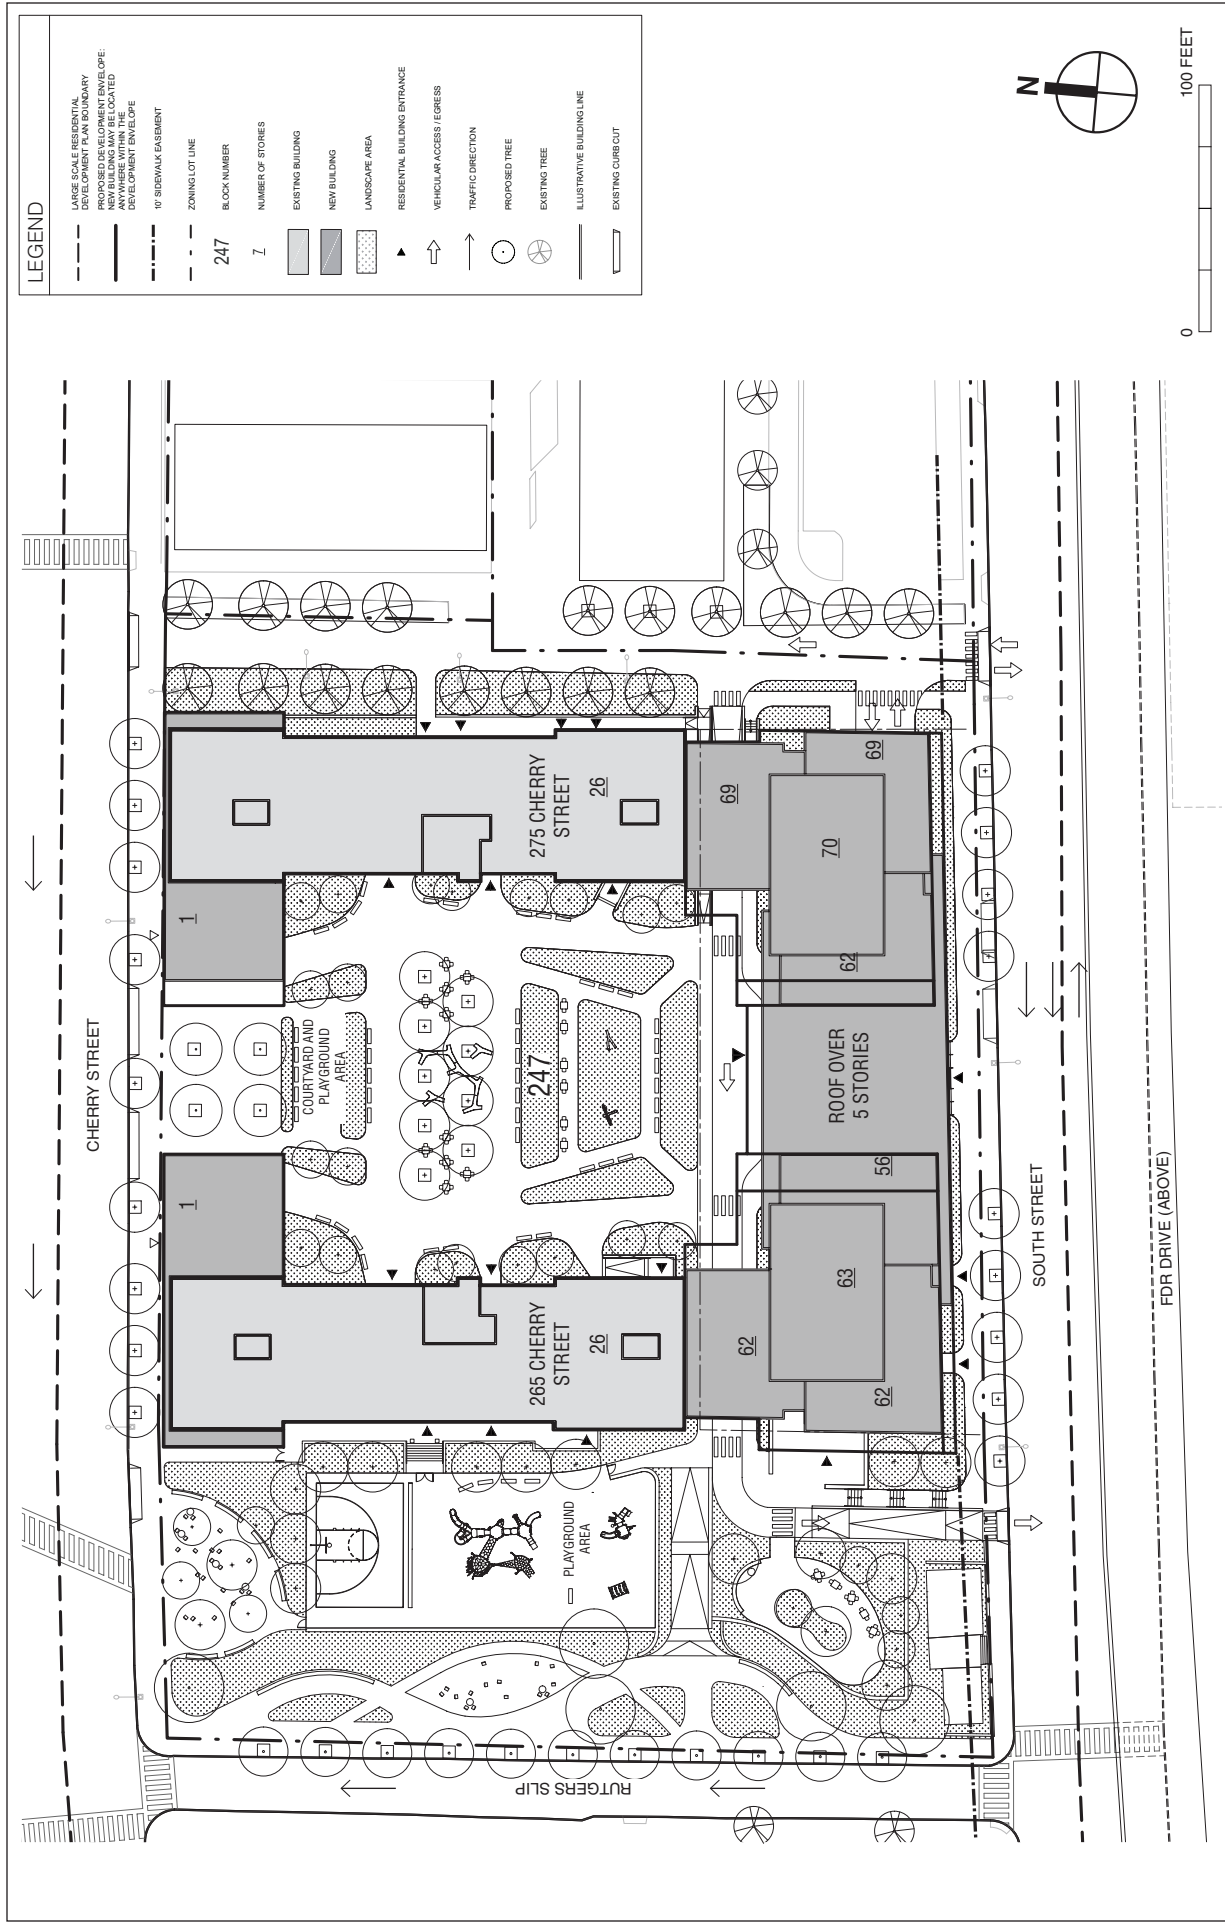 LEGEND
LARGE SCALE RESIDENTIAL
DEVELOPMENT PLAN BOUNDARY
PROPOSED DEVELOPMENT ENVELOPE:
NEW BUILDING MAY BE LOCATED
ANYWHERE WITHIN THE
DEVELOPMENT ENVELOPE
10' SIDEWALK EASEMENT
ZONING LOT LINE
247
BLOCK NUMBER
7
NUMBER OF STORIES
EXISTING BUILDING
NEW BUILDING
LANDSCAPE AREA
RESIDENTIAL BUILDING ENTRANCE
VEHICULAR ACCESS / EGRESS
TRAFFIC DIRECTION
PROPOSED TREE
EXISTING TREE
ILLUSTRATIVE BUILDING LINE
EXISTING CURBCUT
N
0
100 FEET
CHERRY STREET
1
1
COURTYARD AND
PLAYGROUND
AREA
275 CHERRY
STREET
26
265 CHERRY
STREET
26
247
69
69
70
62
ROOF OVER
5 STORIES
56
62
63
62
PLAYGROUND
AREA
RUTGERS SLIP
SOUTH STREET
FDR DRIVE (ABOVE)